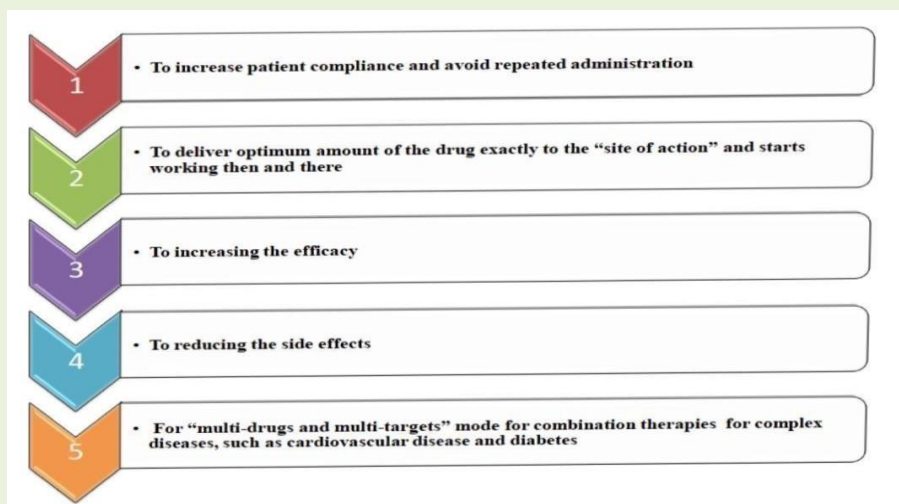 1
• To increase patient compliance and avoid repeated administration
2
• To deliver optimum amount of the drug exactly to the “site of action” and starts
working then and there
3
• To increasing the efficacy
4
• To reducing the side effects
5
• For “multi-drugs and multi-targets” mode for combination therapies for complex
diseases, such as cardiovascular disease and diabetes